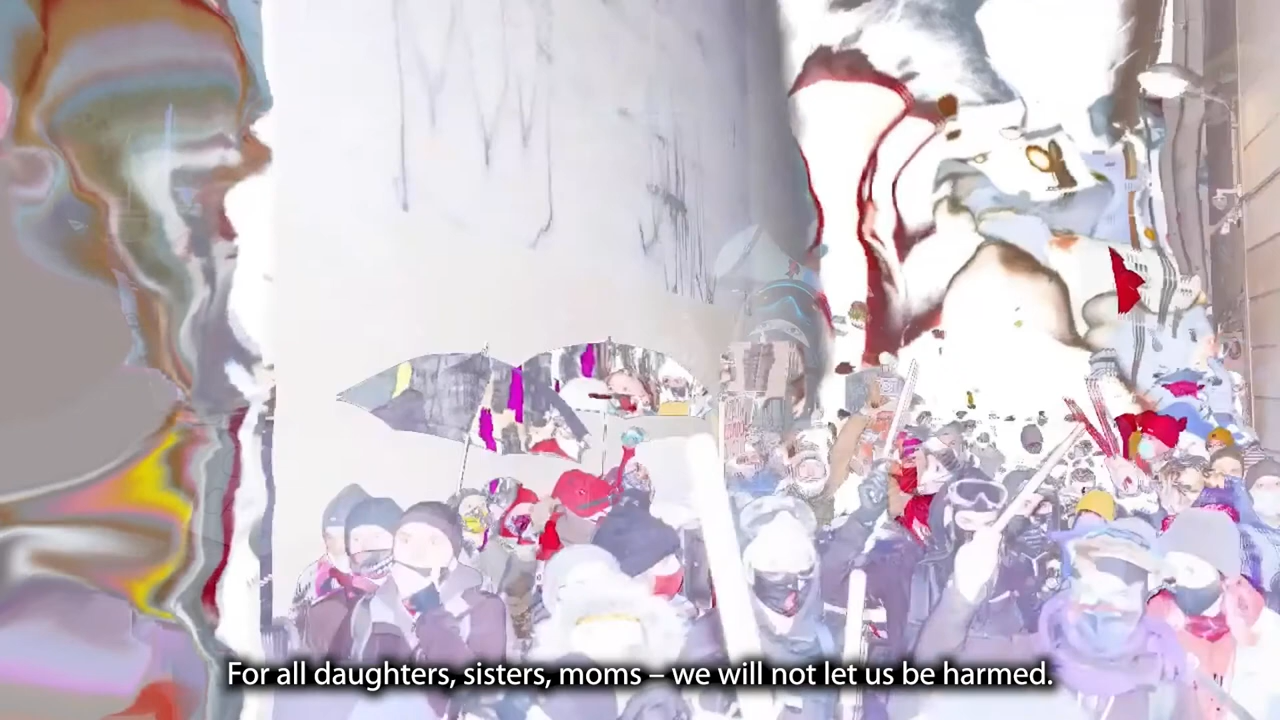 For all daughters, sisters, moms – we will not let us be harmed.